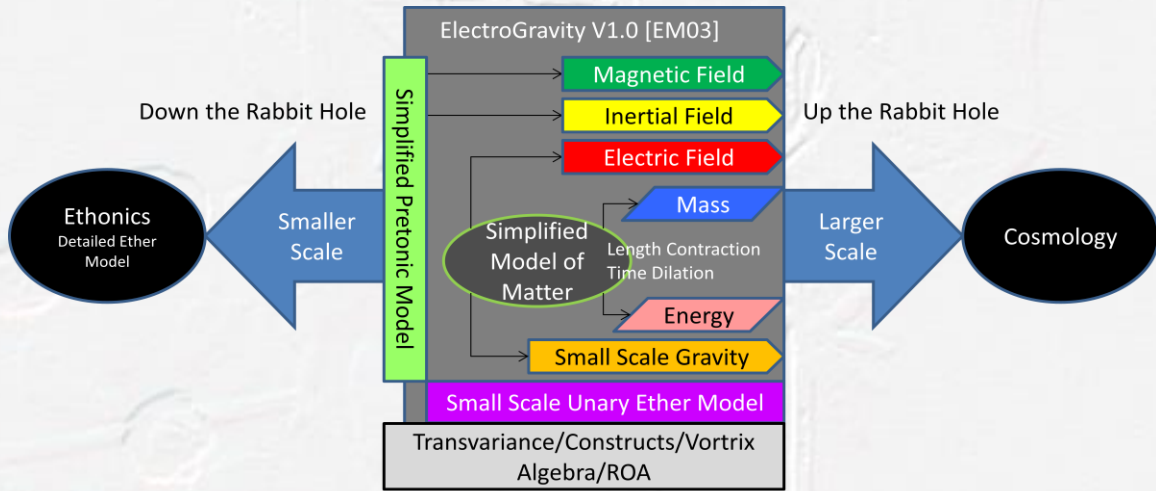 ElectroGravity V1.0 [EM03]
Magnetic Field
Down the Rabbit Hole
Inertial Field
Up the Rabbit Hole
Electric Field
Simplified Pretonic Model
Ethonics
Detailed Ether
Model
Smaller
Scale
Simplified
Model of
Matter
Mass
Length Contraction
Time Dilation
Energy
Larger
Scale
Cosmology
Small Scale Gravity
Small Scale Unary Ether Model
Transvariance/Constructs/Vortrix
Algebra/ROA